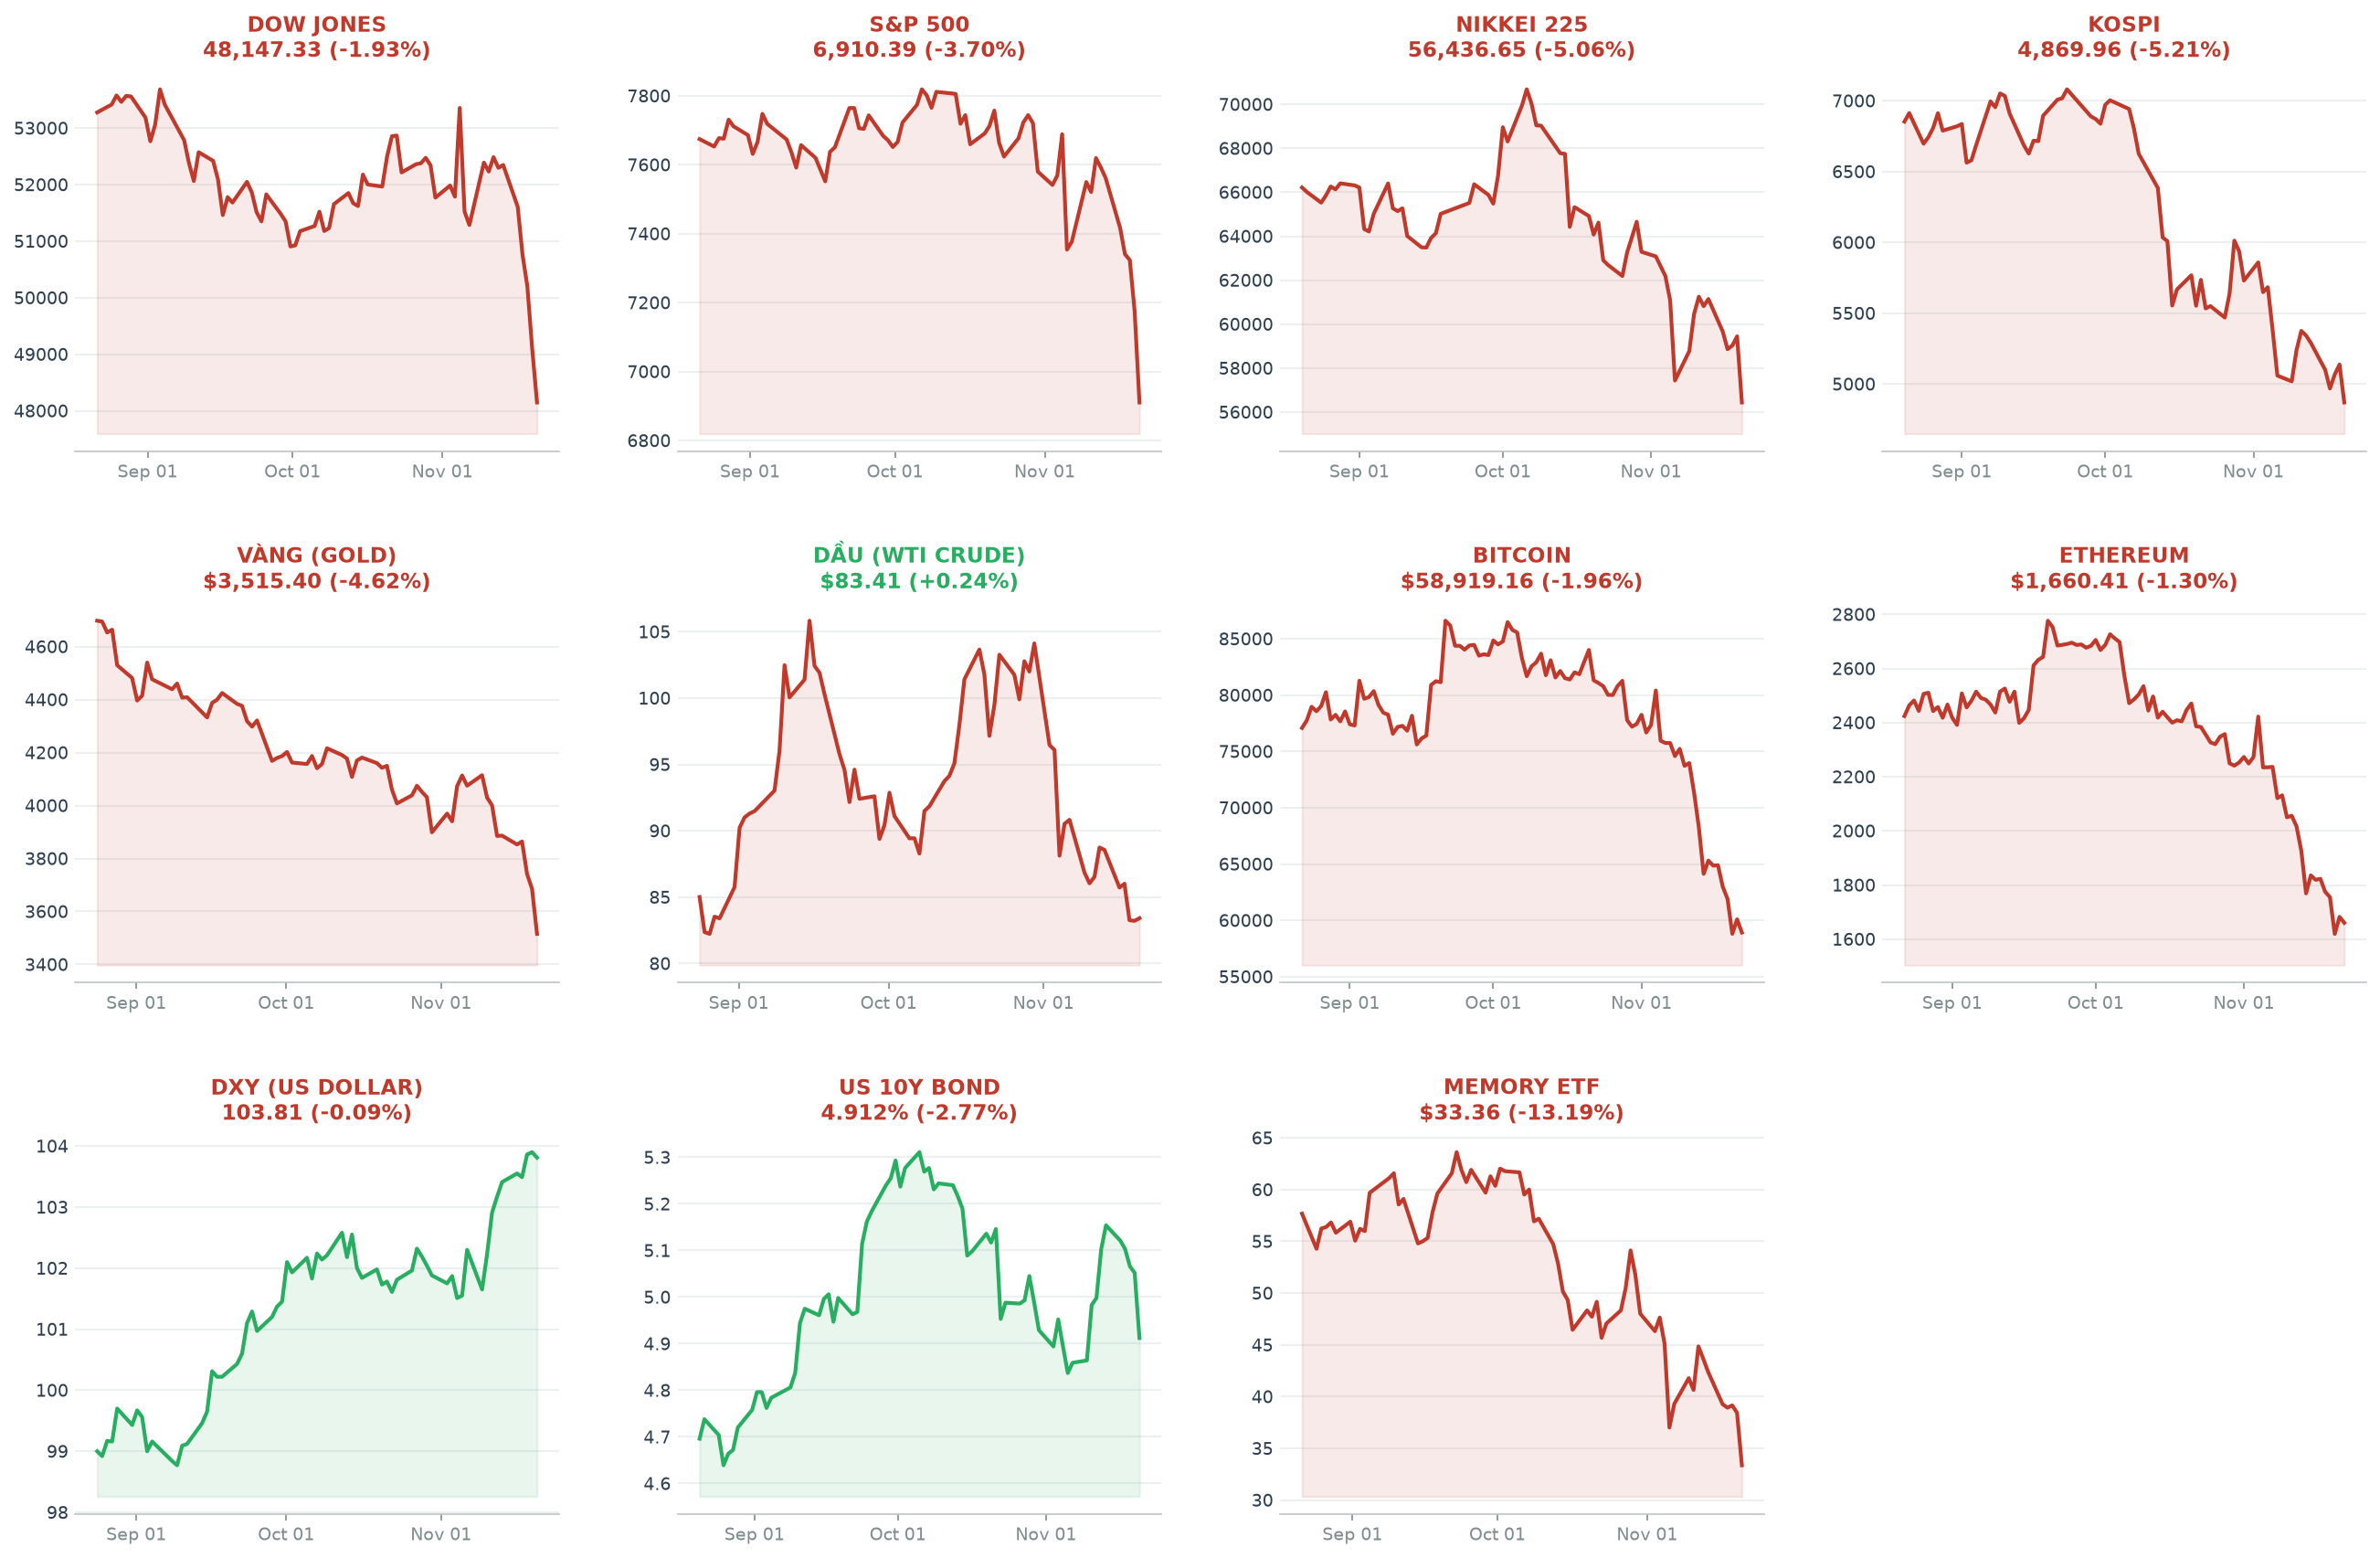 DOW JONES
48,147.33 (-1.93%)
53000
52000
51000
50000
49000
48000
Sep 01
Oct 01
Nov 01
S&P 500
6,910.39 (-3.70%)
7800
7600
7400
7200
7000
6800
Sep 01
Oct 01
Nov 01
NIKKEI 225
56,436.65 (-5.06%)
70000
68000
66000
64000
62000
60000
58000
56000
Sep 01
Oct 01
Nov 01
KOSPI
4,869.96 (-5.21%)
7000
6500
6000
5500
5000
Sep 01
Oct 01
Nov 01
VÀNG (GOLD)
$3,515.40 (-4.62%)
4600
4400
4200
4000
3800
3600
3400
Sep 01
Oct 01
Nov 01
DẦU (WTI CRUDE)
$83.41 (+0.24%)
105
100
95
90
85
80
Sep 01
Oct 01
Nov 01
BITCOIN
$58,919.16 (-1.96%)
85000
80000
75000
70000
65000
60000
55000
Sep 01
Oct 01
Nov 01
ETHEREUM
$1,660.41 (-1.30%)
2800
2600
2400
2200
2000
1800
1600
Sep 01
Oct 01
Nov 01
DXY (US DOLLAR)
103.81 (-0.09%)
104
103
102
101
100
99
98
Sep 01
Oct 01
Nov 01
US 10Y BOND
4.912% (-2.77%)
5.3
5.2
5.1
5.0
4.9
4.8
4.7
4.6
Sep 01
Oct 01
Nov 01
MEMORY ETF
$33.36 (-13.19%)
65
60
55
50
45
40
35
30
Sep 01
Oct 01
Nov 01